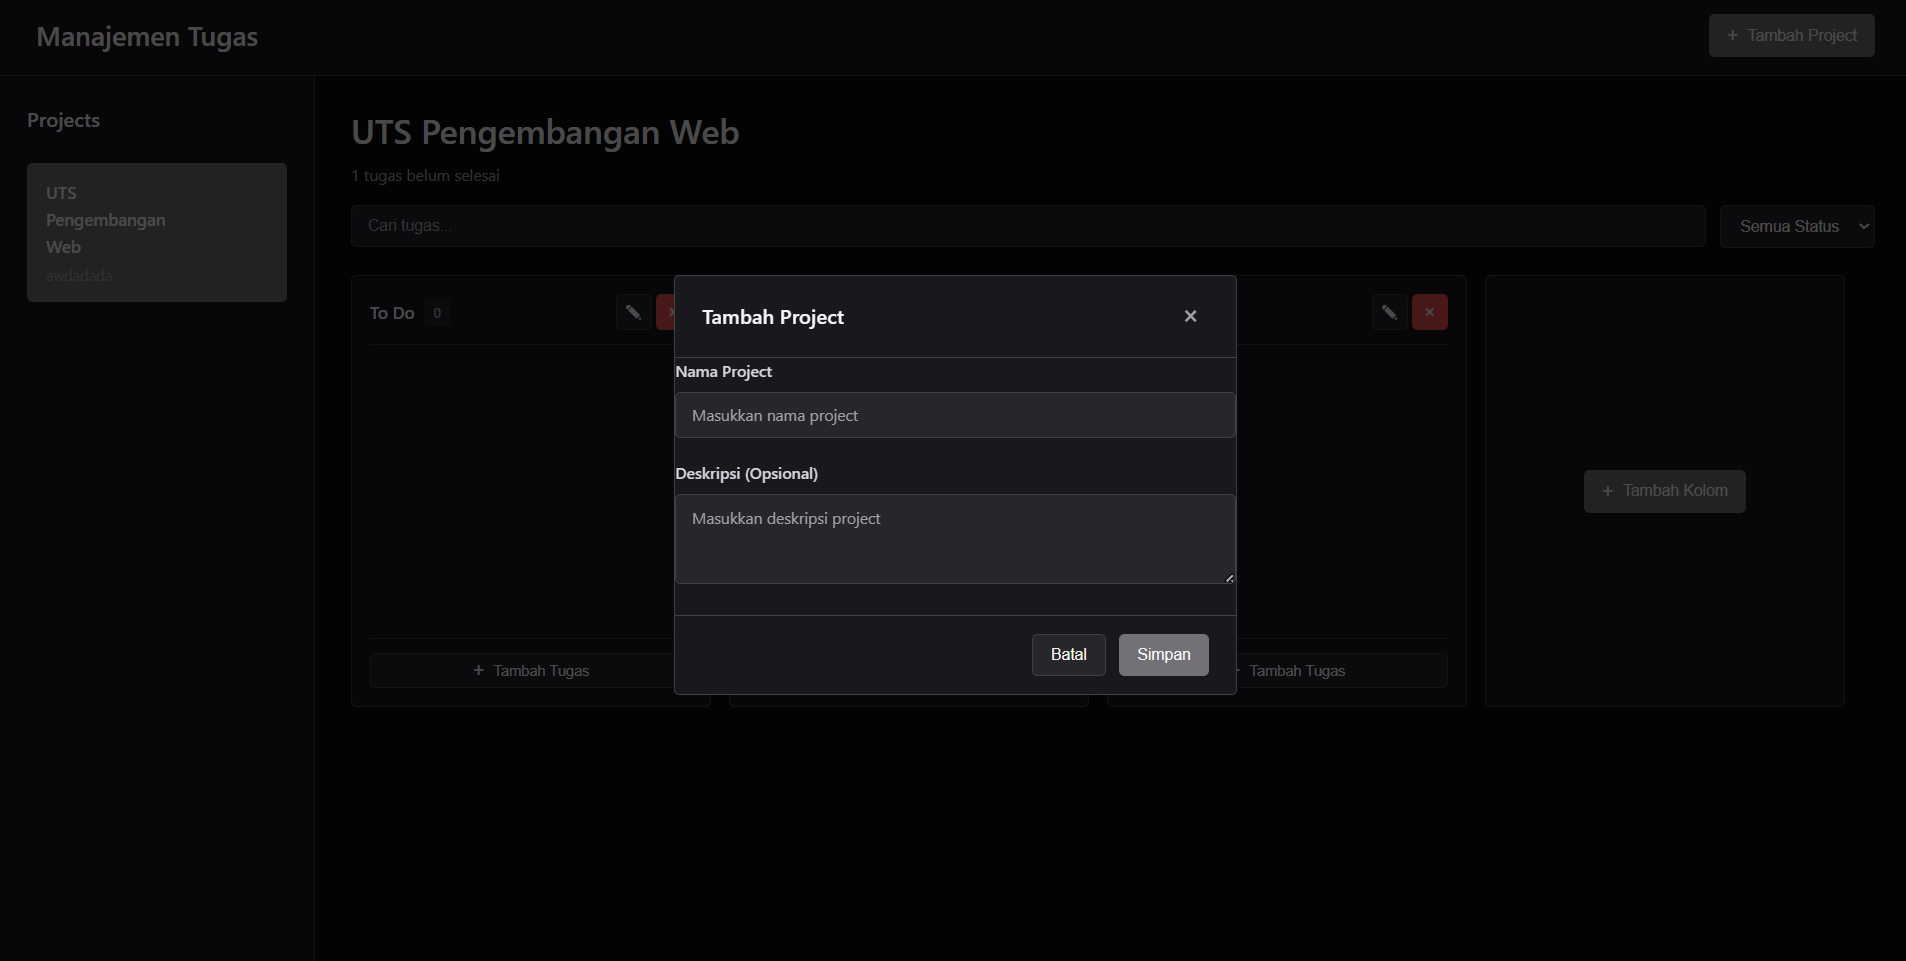 Manajemen Tugas
+ Tambah Project
Projects
UTS
Pengembangan
Web
awdadada
UTS Pengembangan Web
1 tugas belum selesai
Cari tugas...
Semua Status
To Do 0
×
+ Tambah Tugas
Tambah Project
×
Nama Project
Masukkan nama project
Deskripsi (Opsional)
Masukkan deskripsi project
Batal
Simpan
×
Tambah Tugas
+ Tambah Kolom